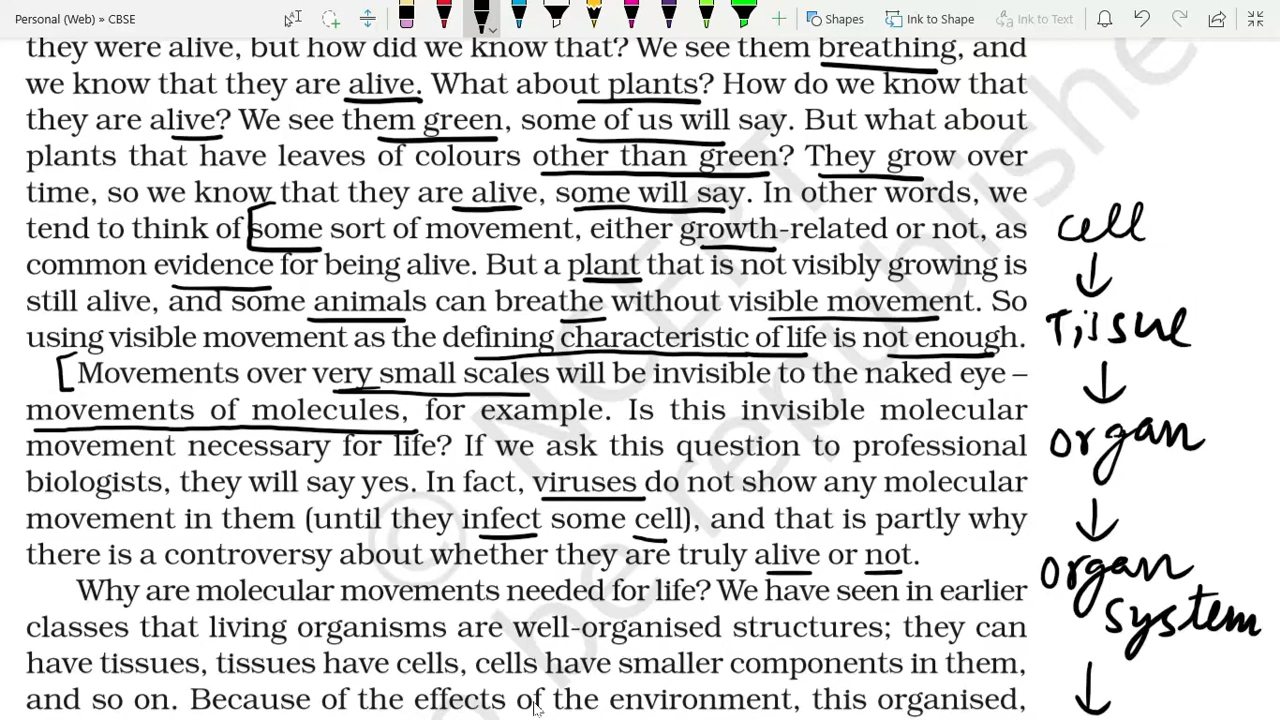 Personal (Web) » CBSE
Shapes
Ink to Shape
Ink to Text
they were alive, but how did we know that? We see them breathing, and
we know that they are alive. What about plants? How do we know that
they are alive? We see them green, some of us will say. But what about
plants that have leaves of colours other than green? They grow over
time, so we know that they are alive, some will say. In other words, we
tend to think of some sort of movement, either growth-related or not, as
common evidence for being alive. But a plant that is not visibly growing is
still alive, and some animals can breathe without visible movement. So
using visible movement as the defining characteristic of life is not enough.
Movements over very small scales will be invisible to the naked eye –
movements of molecules, for example. Is this invisible molecular
movement necessary for life? If we ask this question to professional
biologists, they will say yes. In fact, viruses do not show any molecular
movement in them (until they infect some cell), and that is partly why
there is a controversy about whether they are truly alive or not.
Why are molecular movements needed for life? We have seen in earlier
classes that living organisms are well-organised structures; they can
have tissues, tissues have cells, cells have smaller components in them,
and so on. Because of the effects of the environment, this organised,
cell
Tissue
organ
organ
system
© NCERT
be republishe